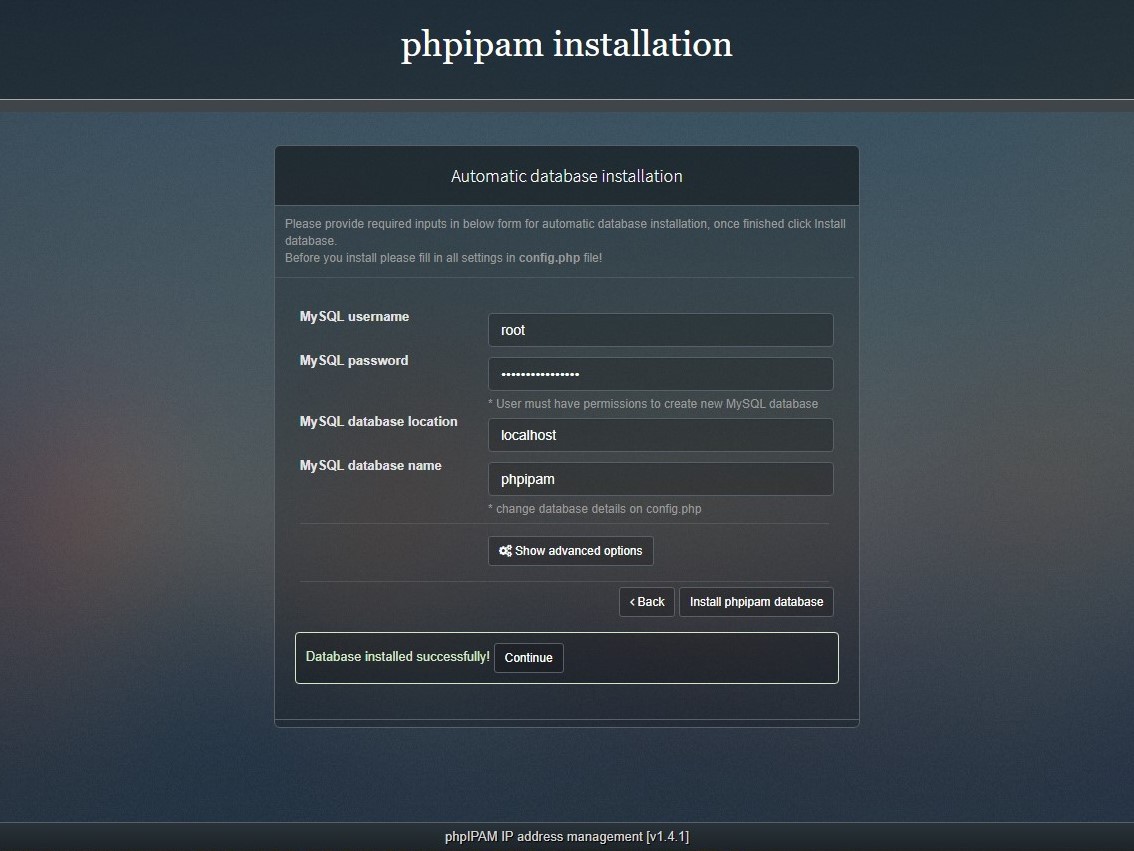 phpipam installation
Automatic database installation
Please provide required inputs in below form for automatic database installation, once finished click Install
database.
Before you install please fill in all settings in config.php file!
MySQL username
root
MySQL password
••••••••••••••••
* User must have permissions to create new MySQL database
MySQL database location
localhost
MySQL database name
phpipam
* change database details on config.php
Show advanced options
‹ Back
Install phpipam database
Database installed successfully! Continue
phpIPAM IP address management [v1.4.1]